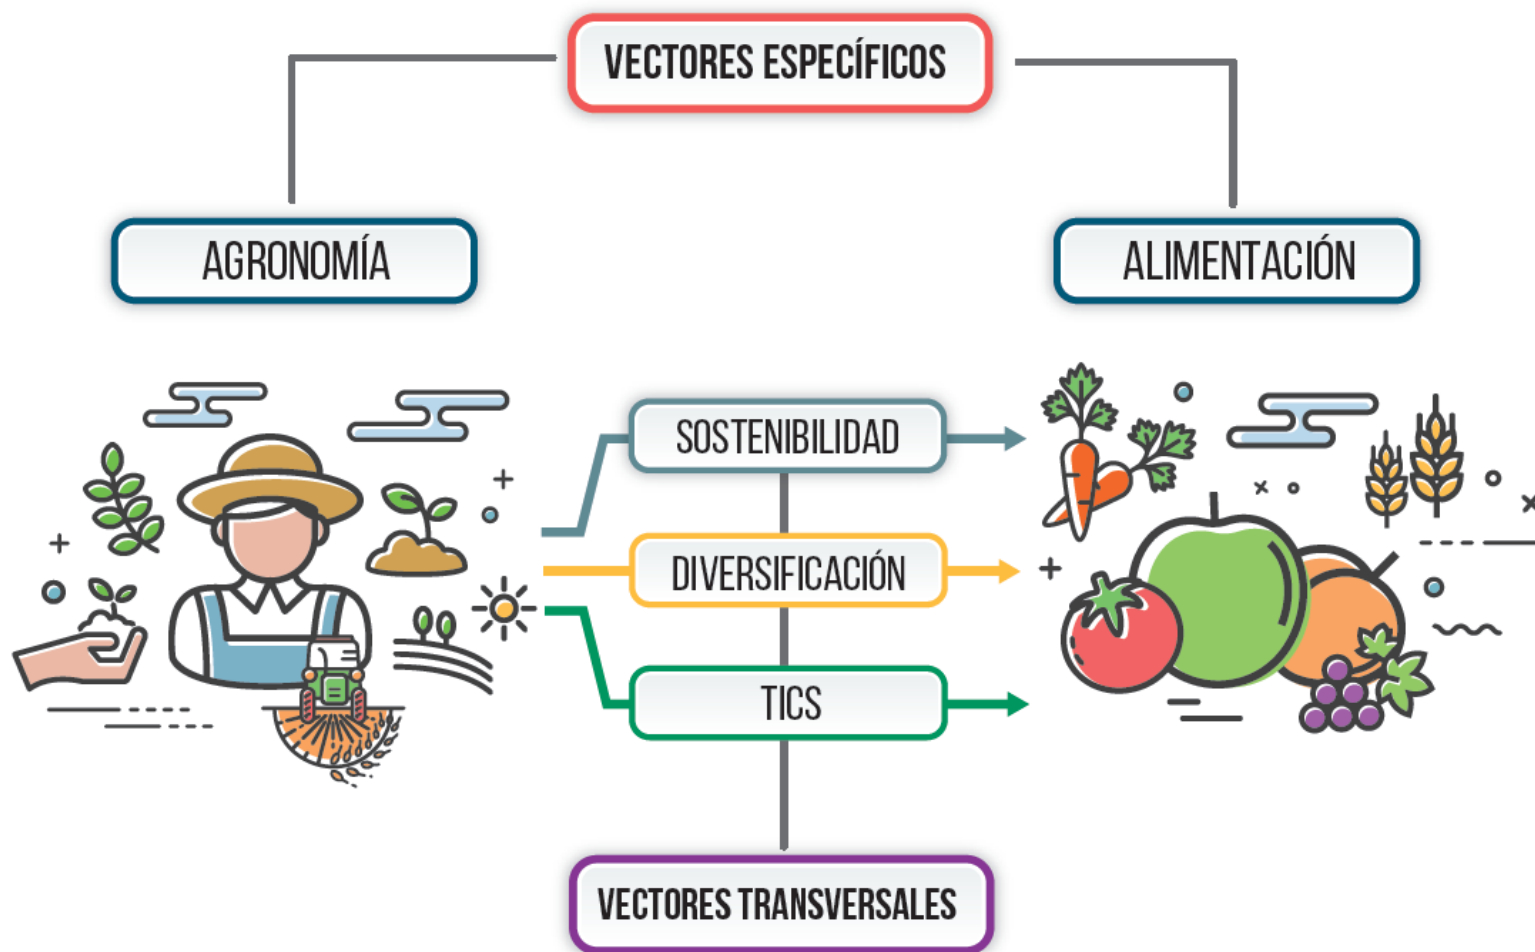 VECTORES ESPECÍFICOS
AGRONOMÍA
ALIMENTACIÓN
SOSTENIBILIDAD
DIVERSIFICACIÓN
TICS
VECTORES TRANSVERSALES